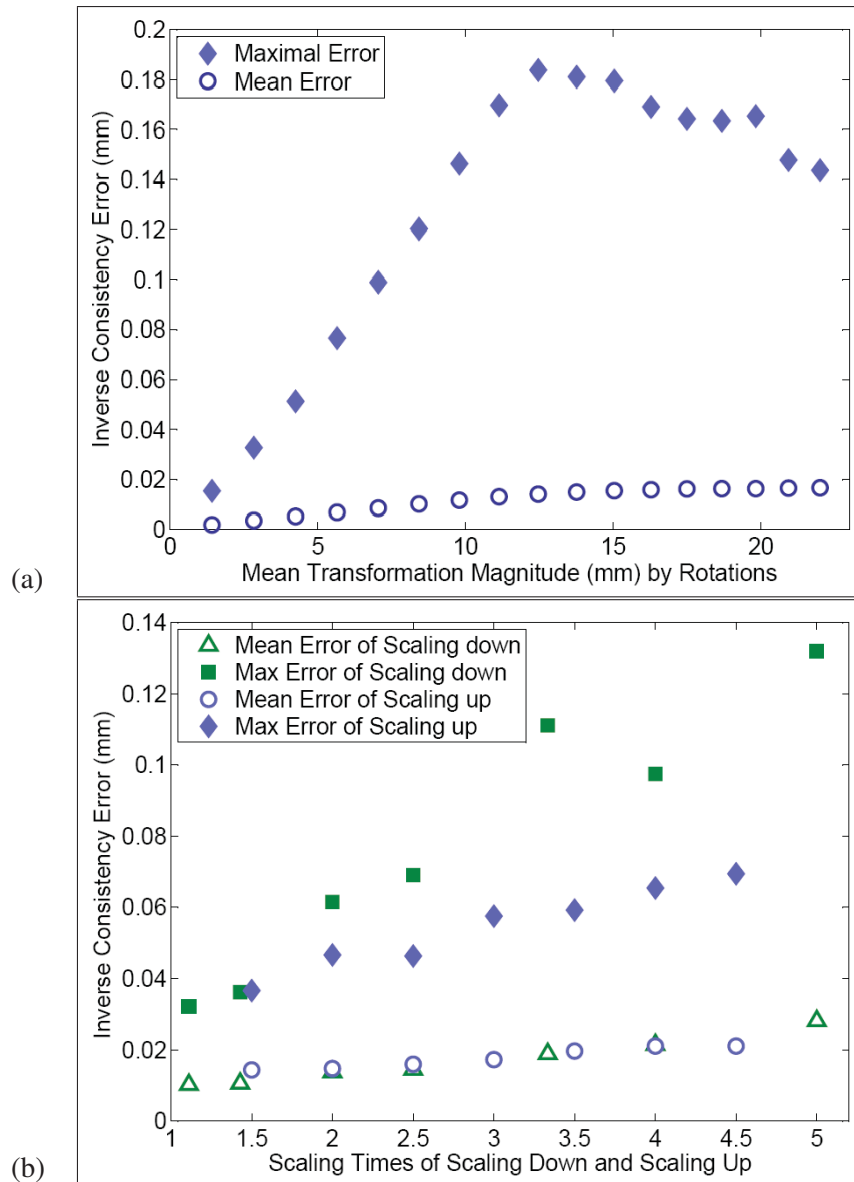 0.2
Maximal Error
Mean Error
0.18
0.16
0.14
0.12
0.1
0.08
0.06
0.04
0.02
0
Inverse Consistency Error (mm)
0 5 10 15 20
Mean Transformation Magnitude (mm) by Rotations
(a)
0.14
Mean Error of Scaling down
Max Error of Scaling down
Mean Error of Scaling up
Max Error of Scaling up
0.12
0.1
0.08
0.06
0.04
0.02
0
Inverse Consistency Error (mm)
1 1.5 2 2.5 3 3.5 4 4.5 5
Scaling Times of Scaling Down and Scaling Up
(b)